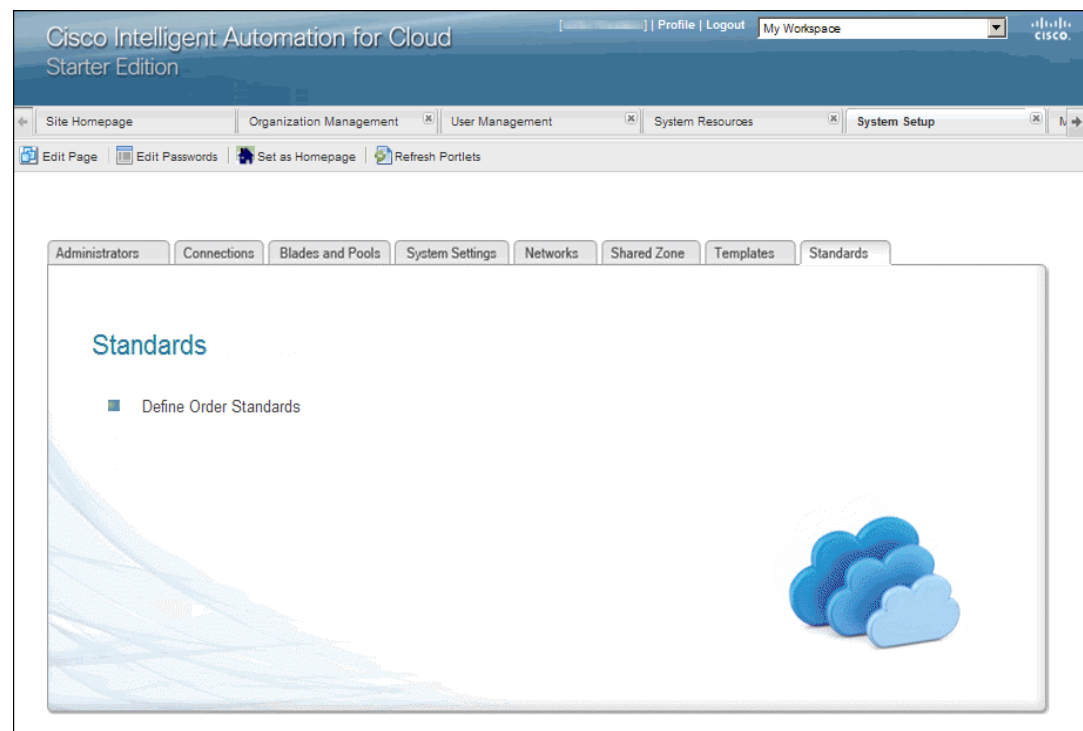 Cisco Intelligent Automation for Cloud
Starter Edition
[ ] | Profile | Logout
My Workspace
CISCO.
Site Homepage
Organization Management
User Management
System Resources
System Setup
Edit Page
Edit Passwords
Set as Homepage
Refresh Portlets
Administrators
Connections
Blades and Pools
System Settings
Networks
Shared Zone
Templates
Standards
Standards
Define Order Standards